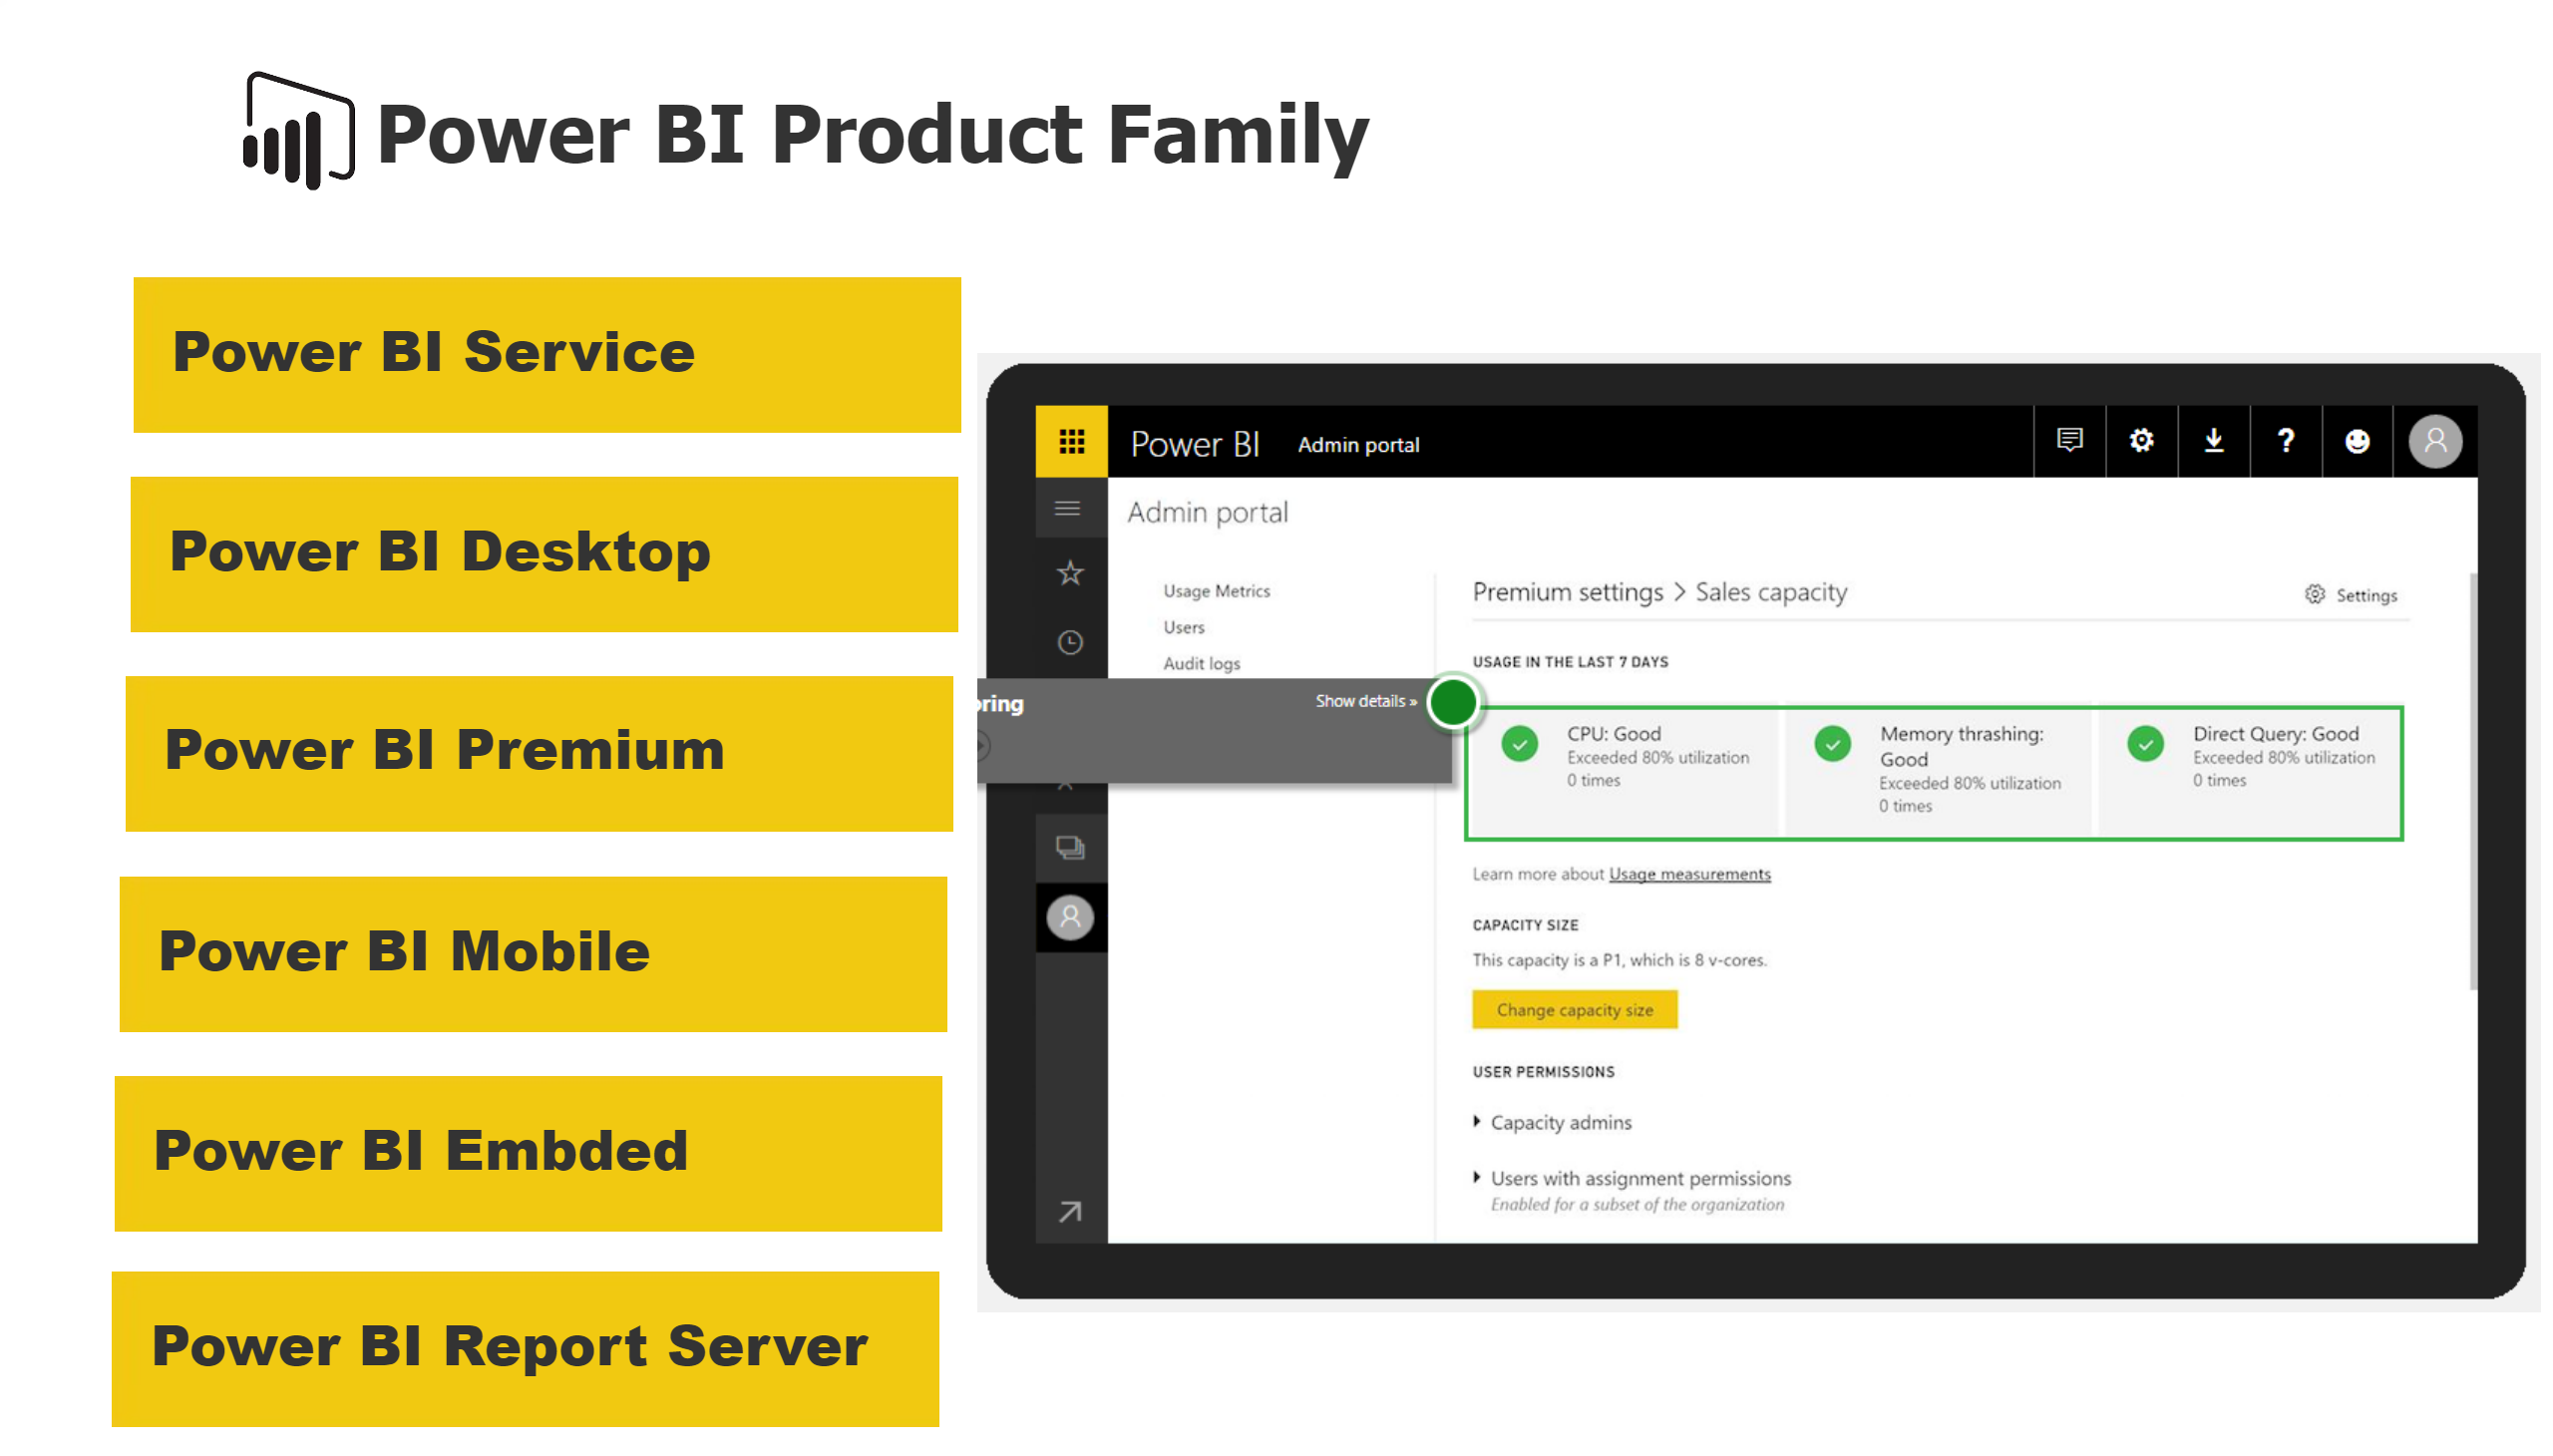 Power BI Product Family
Power BI Service
Power BI Desktop
Power BI Premium
Power BI Mobile
Power BI Embded
Power BI Report Server
Power BI
Admin portal
?
Admin portal
Usage Metrics
Users
Audit logs
oring
Show details »
Premium settings > Sales capacity
Settings
USAGE IN THE LAST 7 DAYS
CPU: Good
Exceeded 80% utilization
0 times
Memory thrashing:
Good
Exceeded 80% utilization
0 times
Direct Query: Good
Exceeded 80% utilization
0 times
Learn more about Usage measurements
CAPACITY SIZE
This capacity is a P1, which is 8 v-cores.
Change capacity size
USER PERMISSIONS
Capacity admins
Users with assignment permissions
Enabled for a subset of the organization